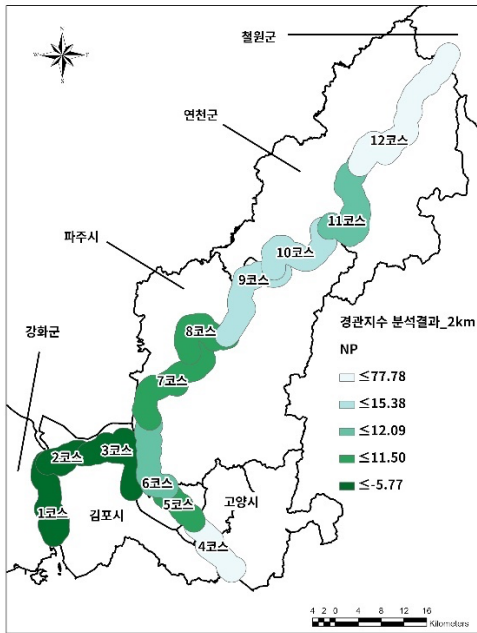 철원군
N
W
E
S
연천군
12코스
11코스
파주시
10코스
9코스
경관지수 분석결과_2km
강화군
8코스
NP
≤77.78
7코스
≤15.38
≤12.09
3코스
2코스
≤11.50
6코스
고양시
5코스
≤-5.77
1코스
김포시
4코스
4 2 0 4 8 12 16
Kilometers